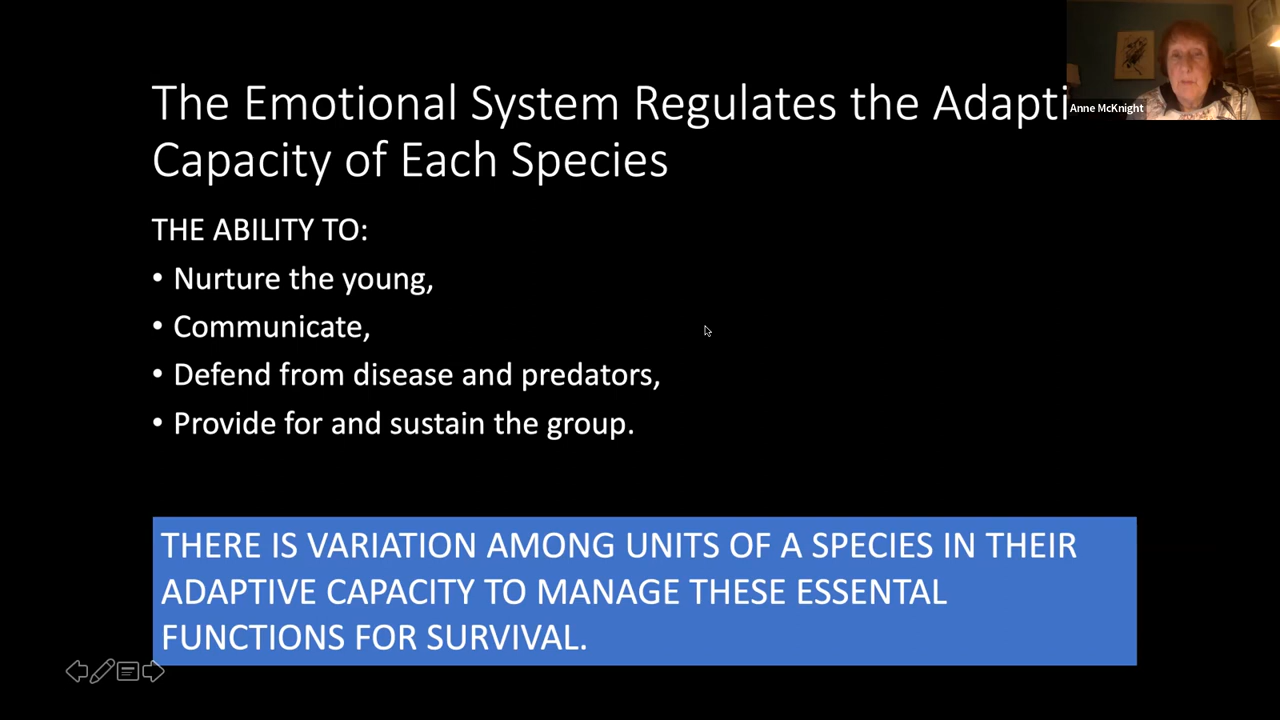 The Emotional System Regulates the Adapti
Capacity of Each Species
Anne McKnight
THE ABILITY TO:
• Nurture the young,
• Communicate,
• Defend from disease and predators,
• Provide for and sustain the group.
THERE IS VARIATION AMONG UNITS OF A SPECIES IN THEIR
ADAPTIVE CAPACITY TO MANAGE THESE ESSENTAL
FUNCTIONS FOR SURVIVAL.